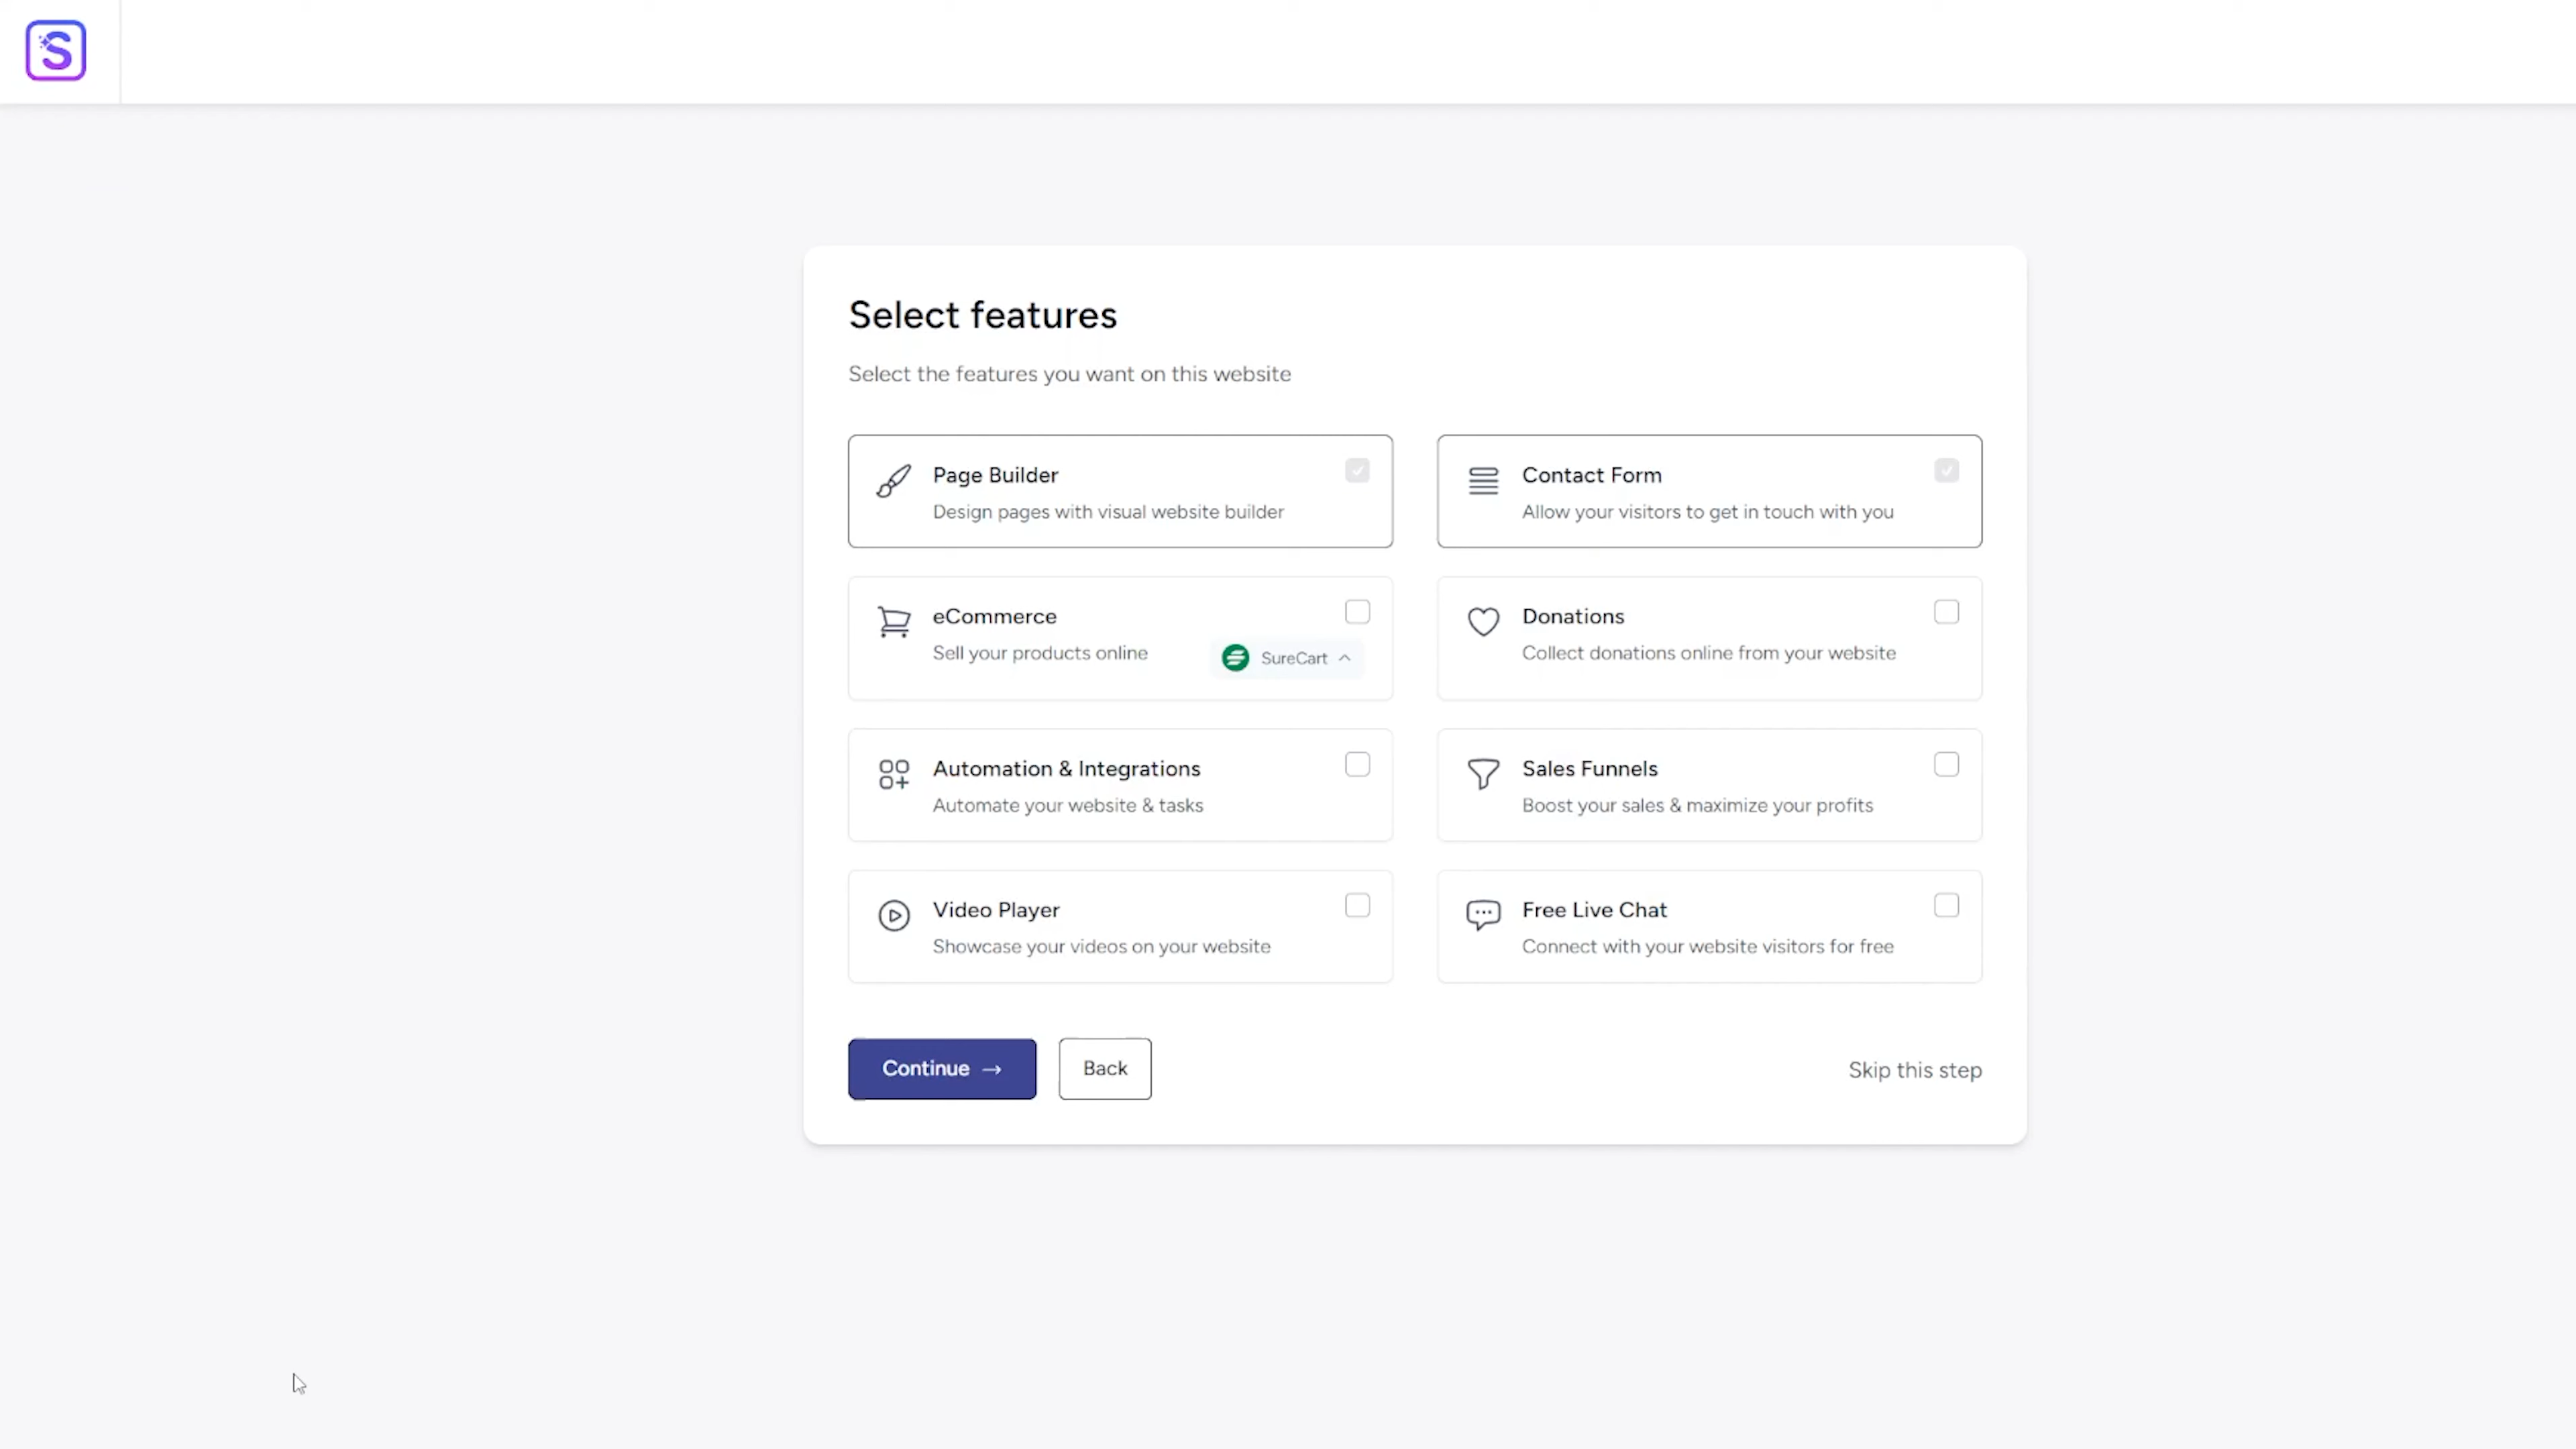 S
Select features
Select the features you want on this website
Page Builder
Design pages with visual website builder
Contact Form
Allow your visitors to get in touch with you
eCommerce
Sell your products online
SureCart
Donations
Collect donations online from your website
Automation & Integrations
Automate your website & tasks
Sales Funnels
Boost your sales & maximize your profits
Video Player
Showcase your videos on your website
Free Live Chat
Connect with your website visitors for free
Continue →
Back
Skip this step